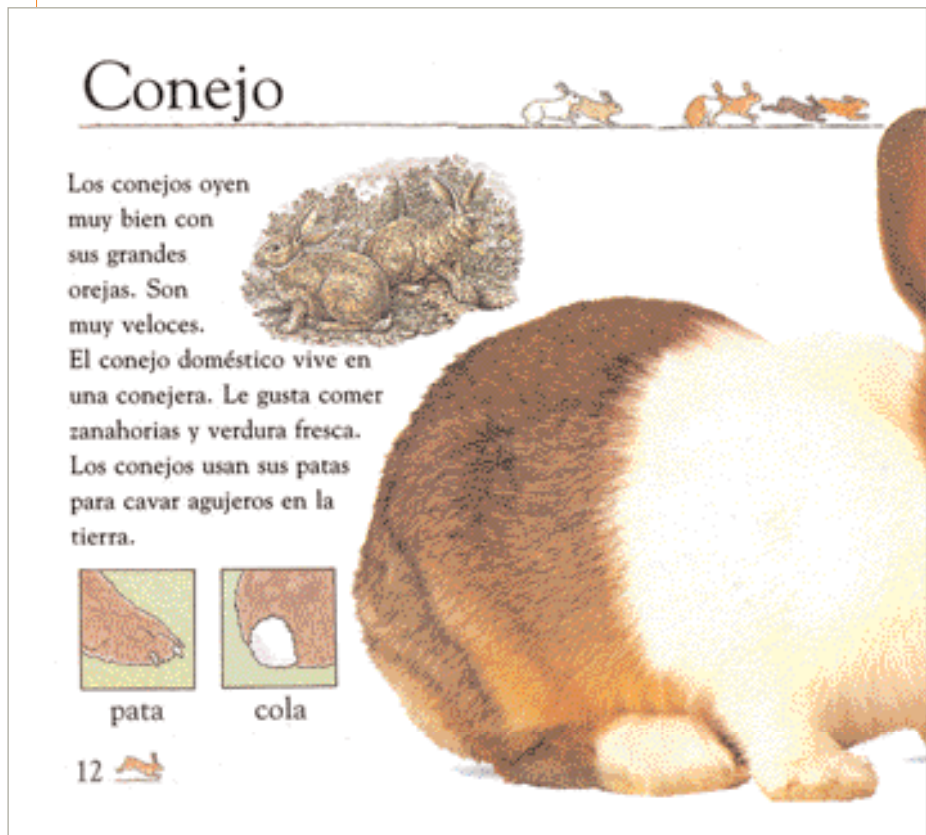 Conejo
Los conejos oyen
muy bien con
sus grandes
orejas. Son
muy veloces.
El conejo doméstico vive en
una conejera. Le gusta comer
zanahorias y verdura fresca.
Los conejos usan sus patas
para cavar agujeros en la
tierra.
pata
cola
12